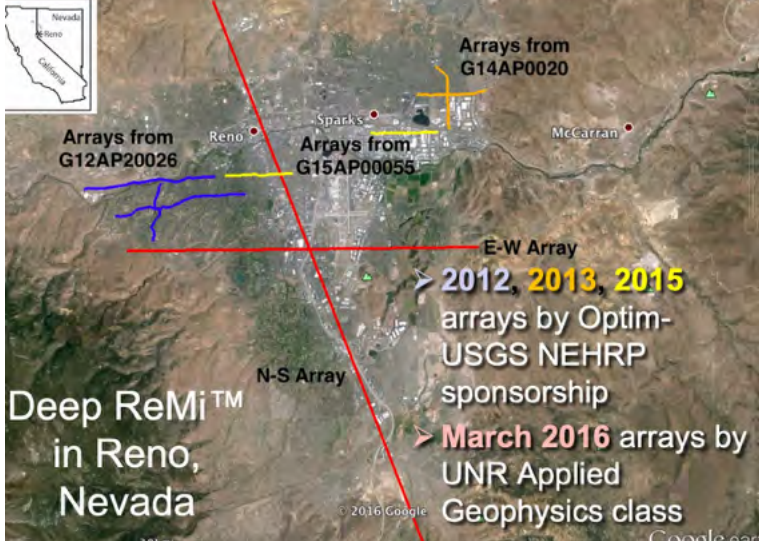 Nevada
Reno
California
Arrays from
G14AP0020
Sparks
Reno
McCarran
Arrays from
G12AP20026
Arrays from
G15AP00055
E-W Array
➢ 2012, 2013, 2015
arrays by Optim-
USGS NEHRP
sponsorship
N-S Array
Deep ReMi™
in Reno,
Nevada
➢ March 2016 arrays by
UNR Applied
Geophysics class
© 2016 Google
Google